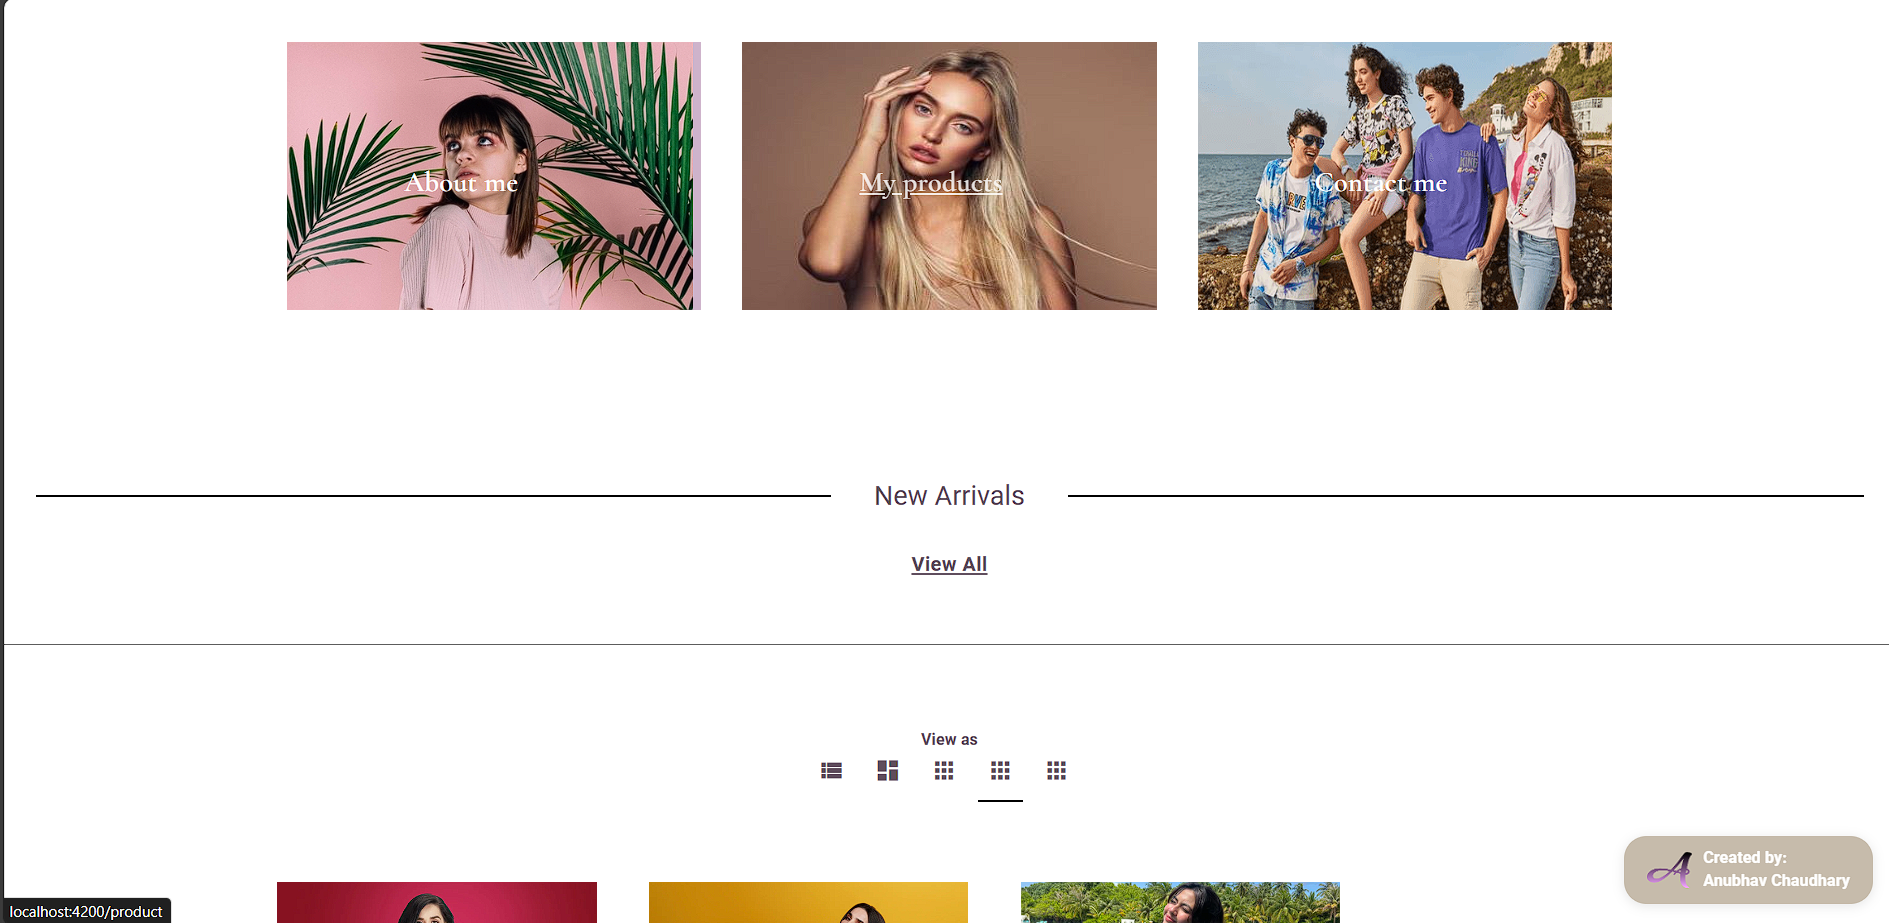 About me
My products
Contact me
New Arrivals
View All
View as
Created by:
Anubhav Chaudhary
localhost:4200/product